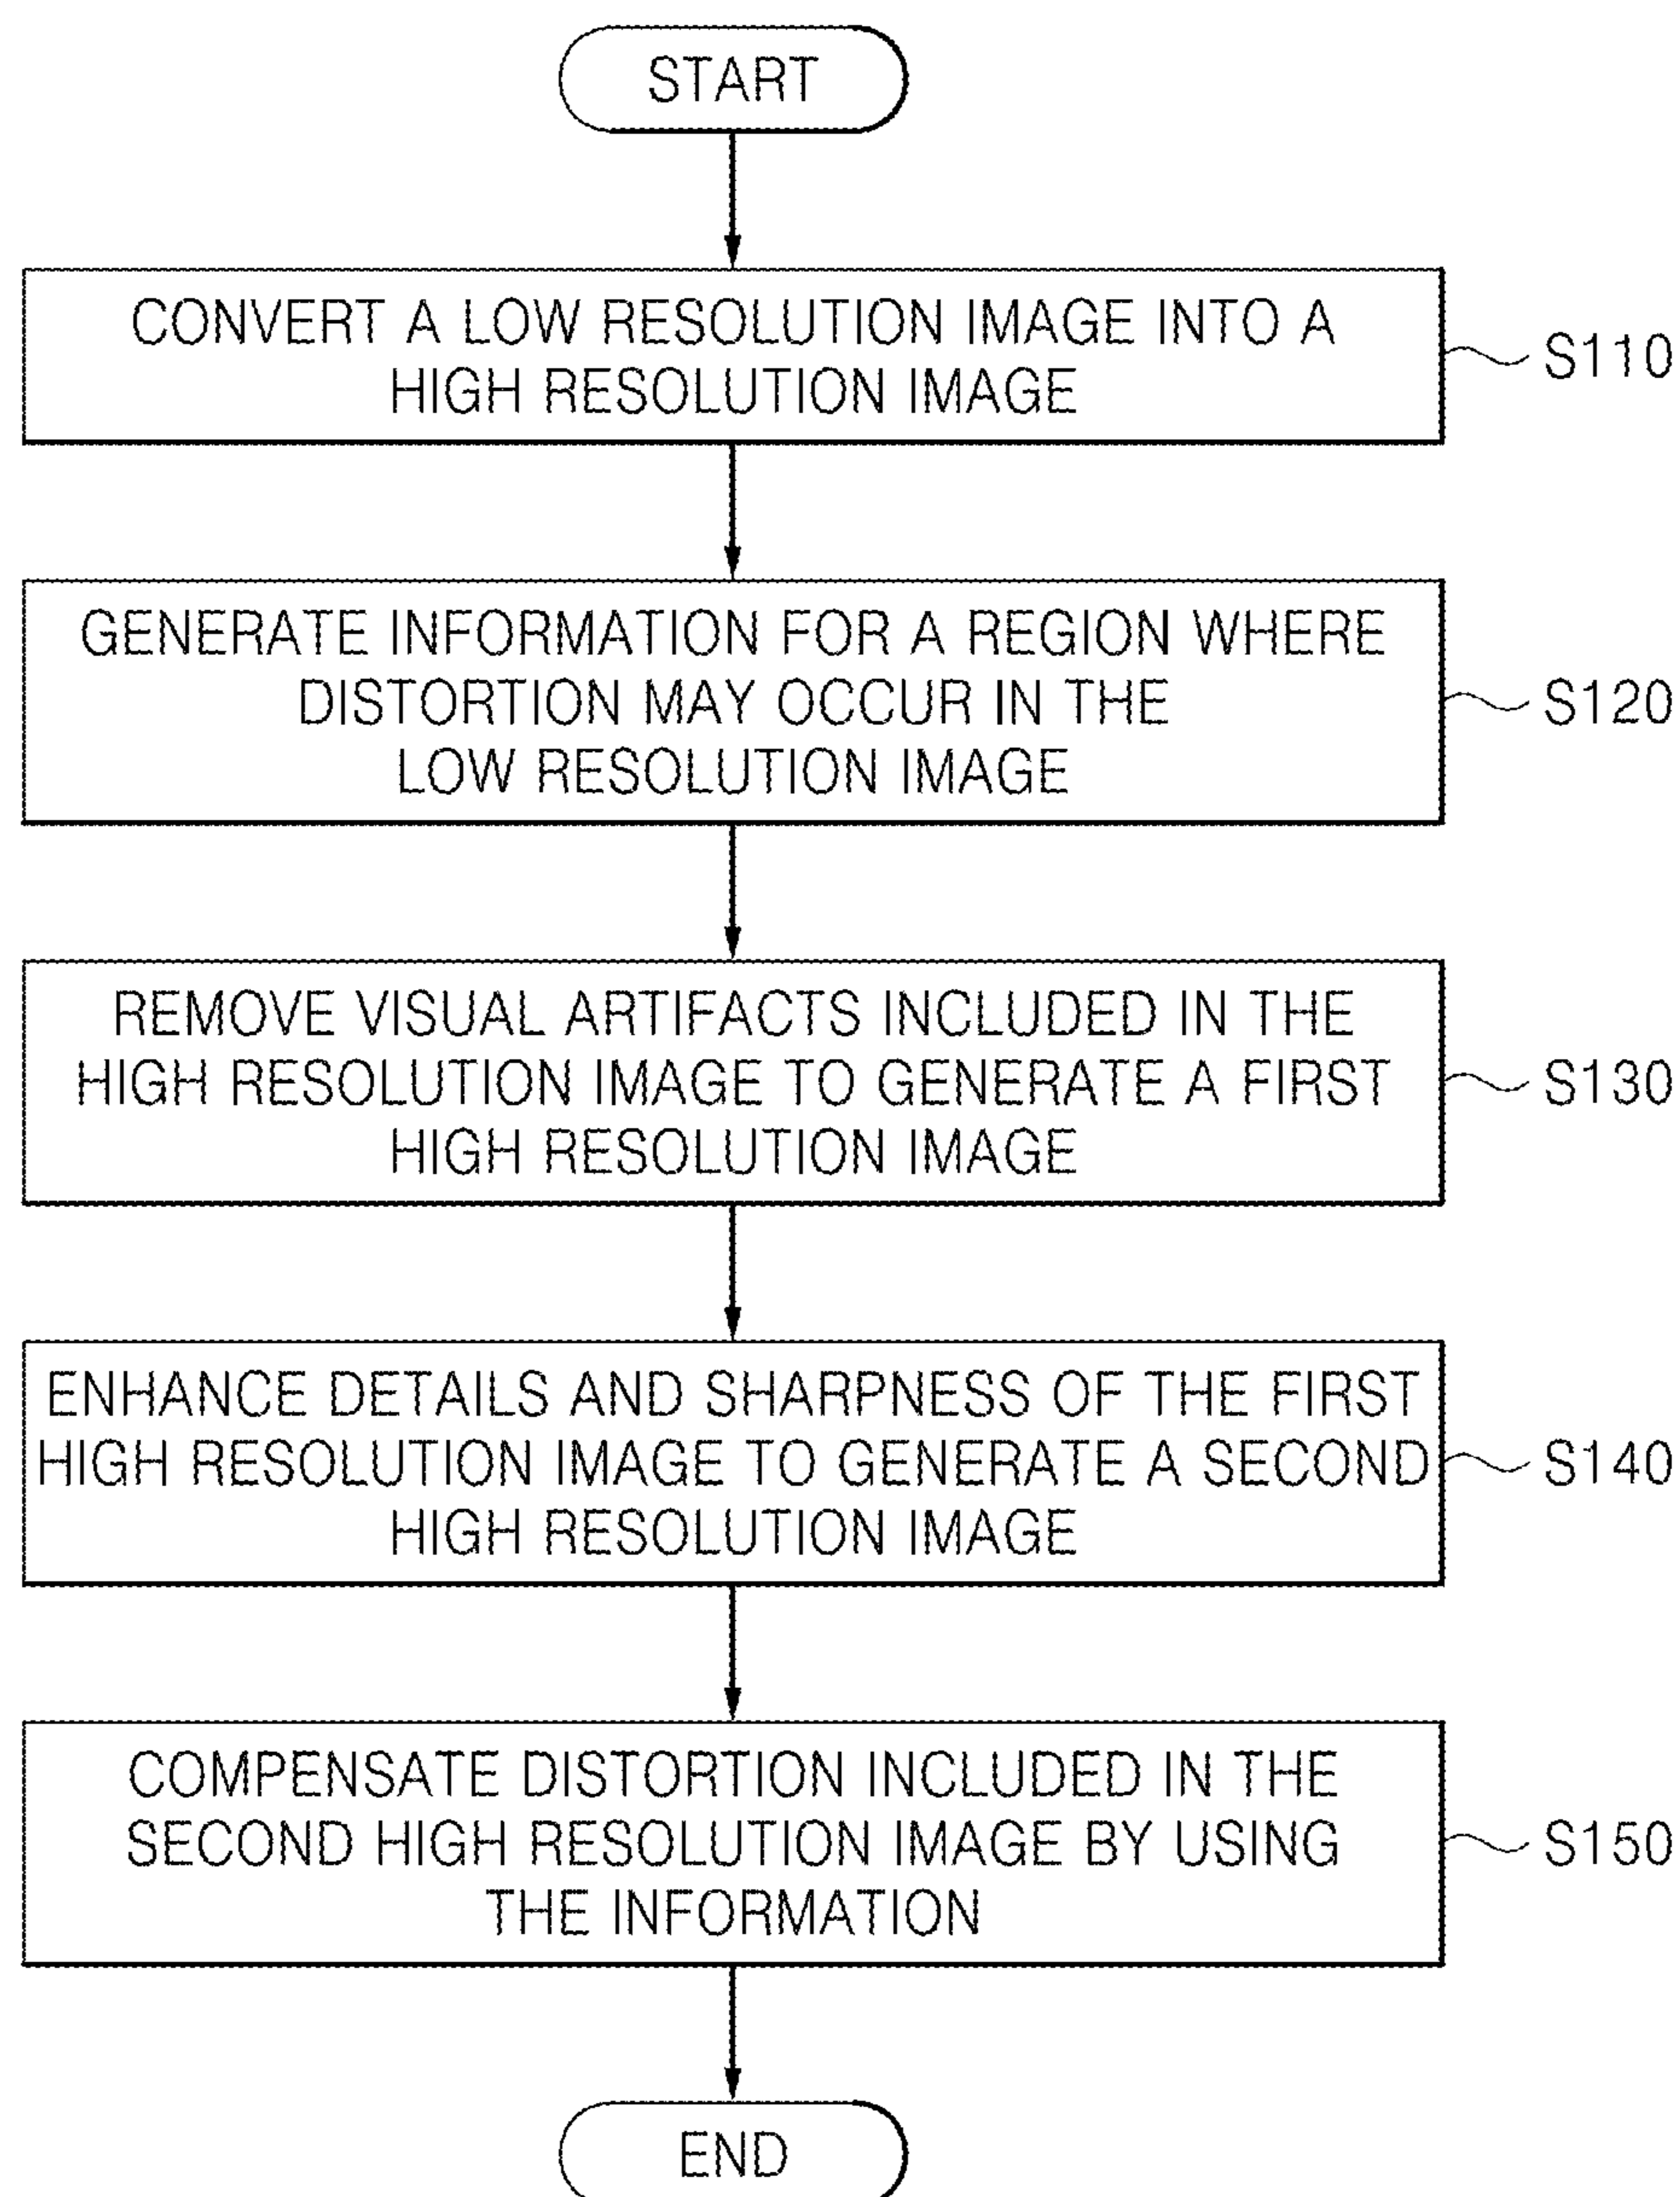 START
CONVERT A LOW RESOLUTION IMAGE INTO A
HIGH RESOLUTION IMAGE
S110
GENERATE INFORMATION FOR A REGION WHERE
DISTORTION MAY OCCUR IN THE
LOW RESOLUTION IMAGE
S120
REMOVE VISUAL ARTIFACTS INCLUDED IN THE
HIGH RESOLUTION IMAGE TO GENERATE A FIRST
HIGH RESOLUTION IMAGE
S130
ENHANCE DETAILS AND SHARPNESS OF THE FIRST
HIGH RESOLUTION IMAGE TO GENERATE A SECOND
HIGH RESOLUTION IMAGE
S140
COMPENSATE DISTORTION INCLUDED IN THE
SECOND HIGH RESOLUTION IMAGE BY USING
THE INFORMATION
S150
END